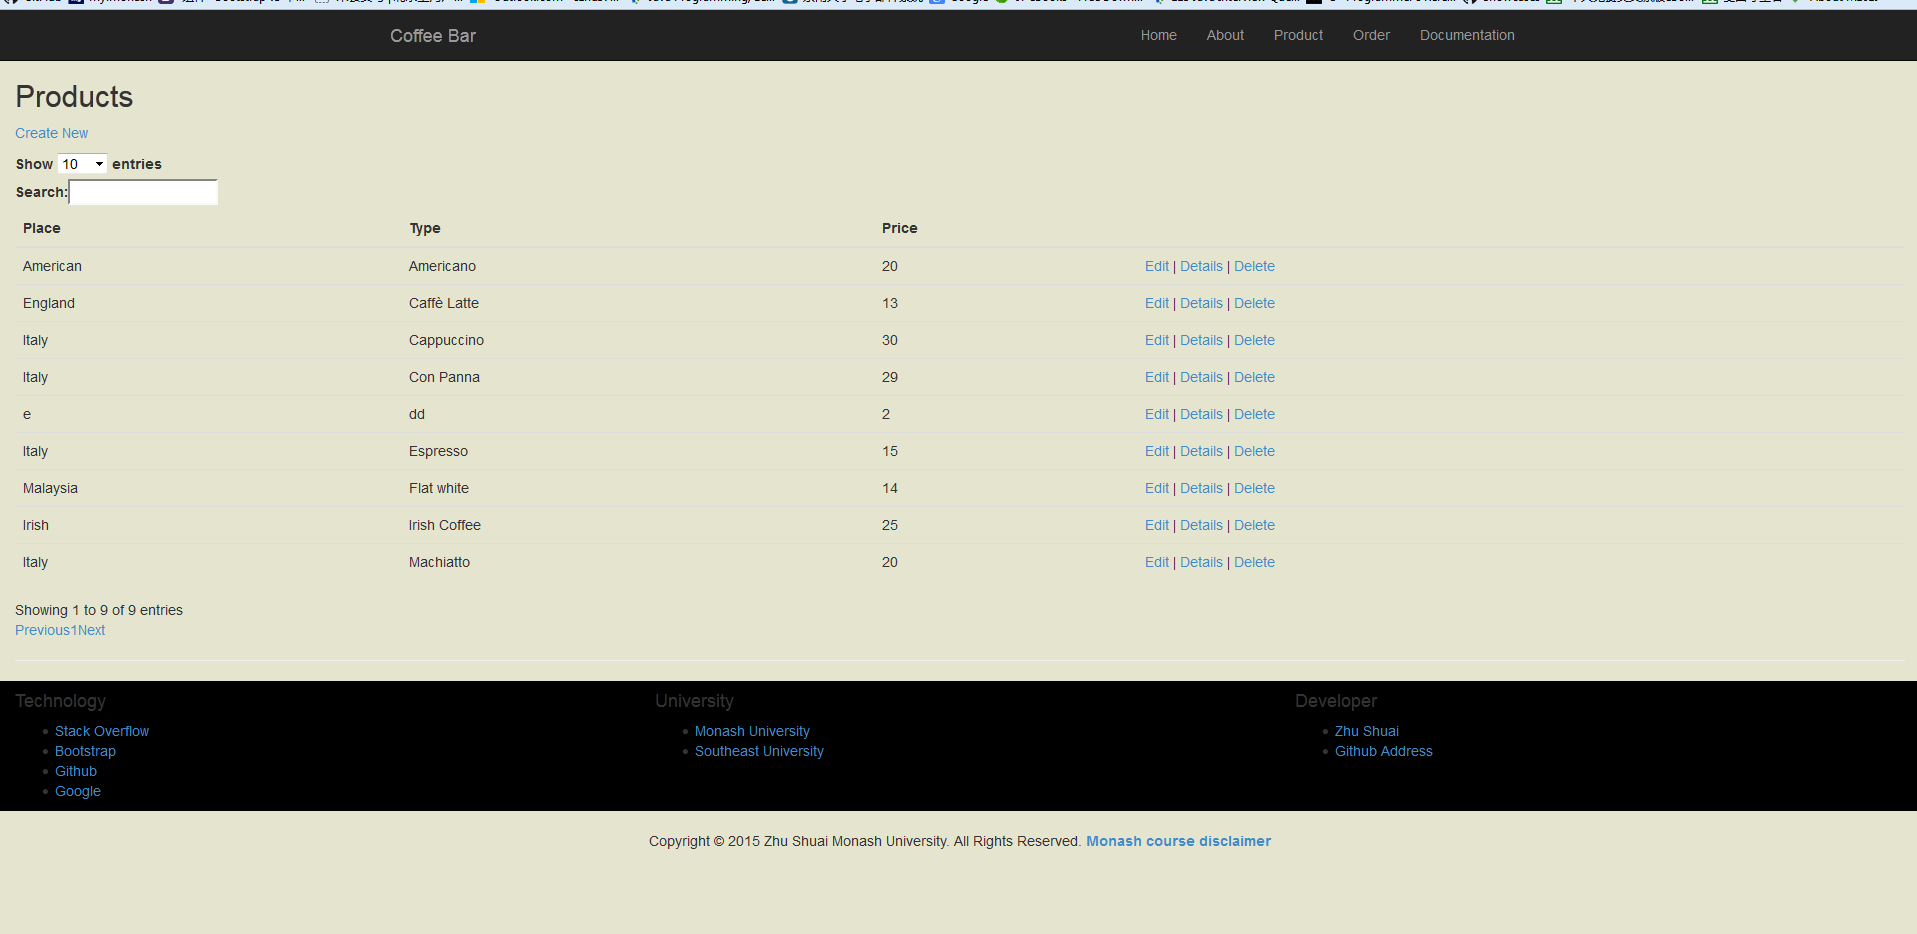 Coffee Bar Home About Product Order Documentation
Products
Create New
Show 10 entries
Search:
Place Type Price
American Americano 20 Edit | Details | Delete
England Caffè Latte 13 Edit | Details | Delete
Italy Cappuccino 30 Edit | Details | Delete
Italy Con Panna 29 Edit | Details | Delete
e dd 2 Edit | Details | Delete
Italy Espresso 15 Edit | Details | Delete
Malaysia Flat white 14 Edit | Details | Delete
Irish Irish Coffee 25 Edit | Details | Delete
Italy Machiatto 20 Edit | Details | Delete
Showing 1 to 9 of 9 entries
Previous1Next
Technology University Developer
Stack Overflow Monash University Zhu Shuai
Bootstrap Southeast University Github Address
Github
Google
Copyright © 2015 Zhu Shuai Monash University. All Rights Reserved. Monash course disclaimer